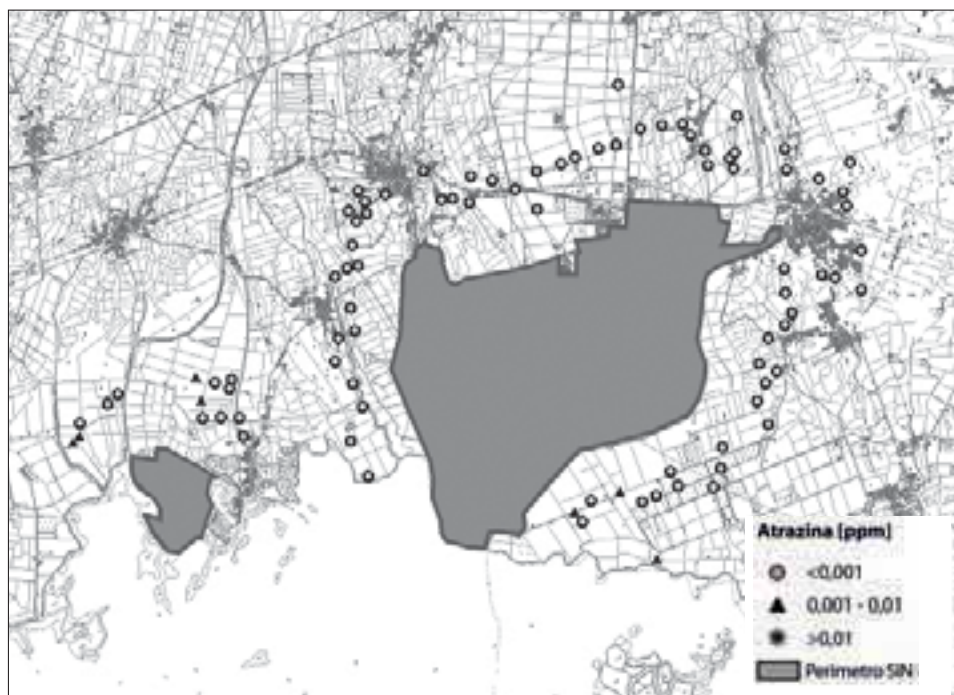 Atrazina [ppm]
<0,001
0,001 - 0,01
>0,01
Perimetro SIN